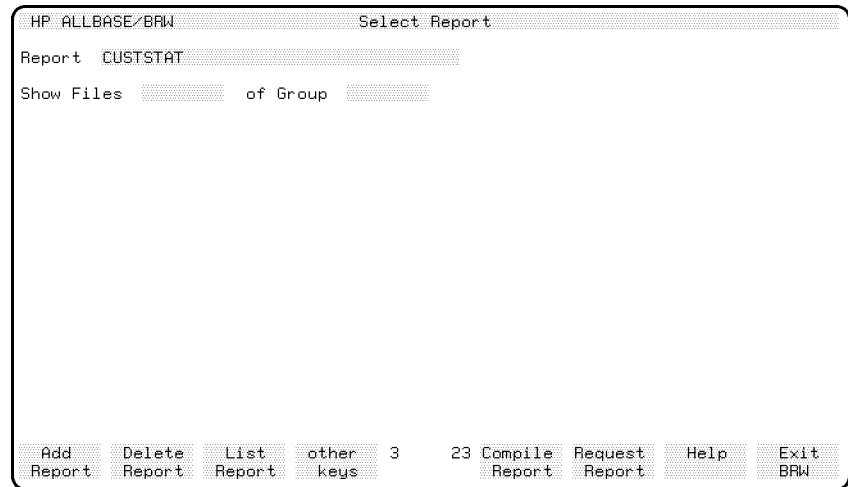 HP ALLBASE/BRW Select Report
Report CUSTSTAT
Show Files of Group
Add Delete List other 3 23 Compile Request Help Exit
Report Report Report keys Report Report BRW